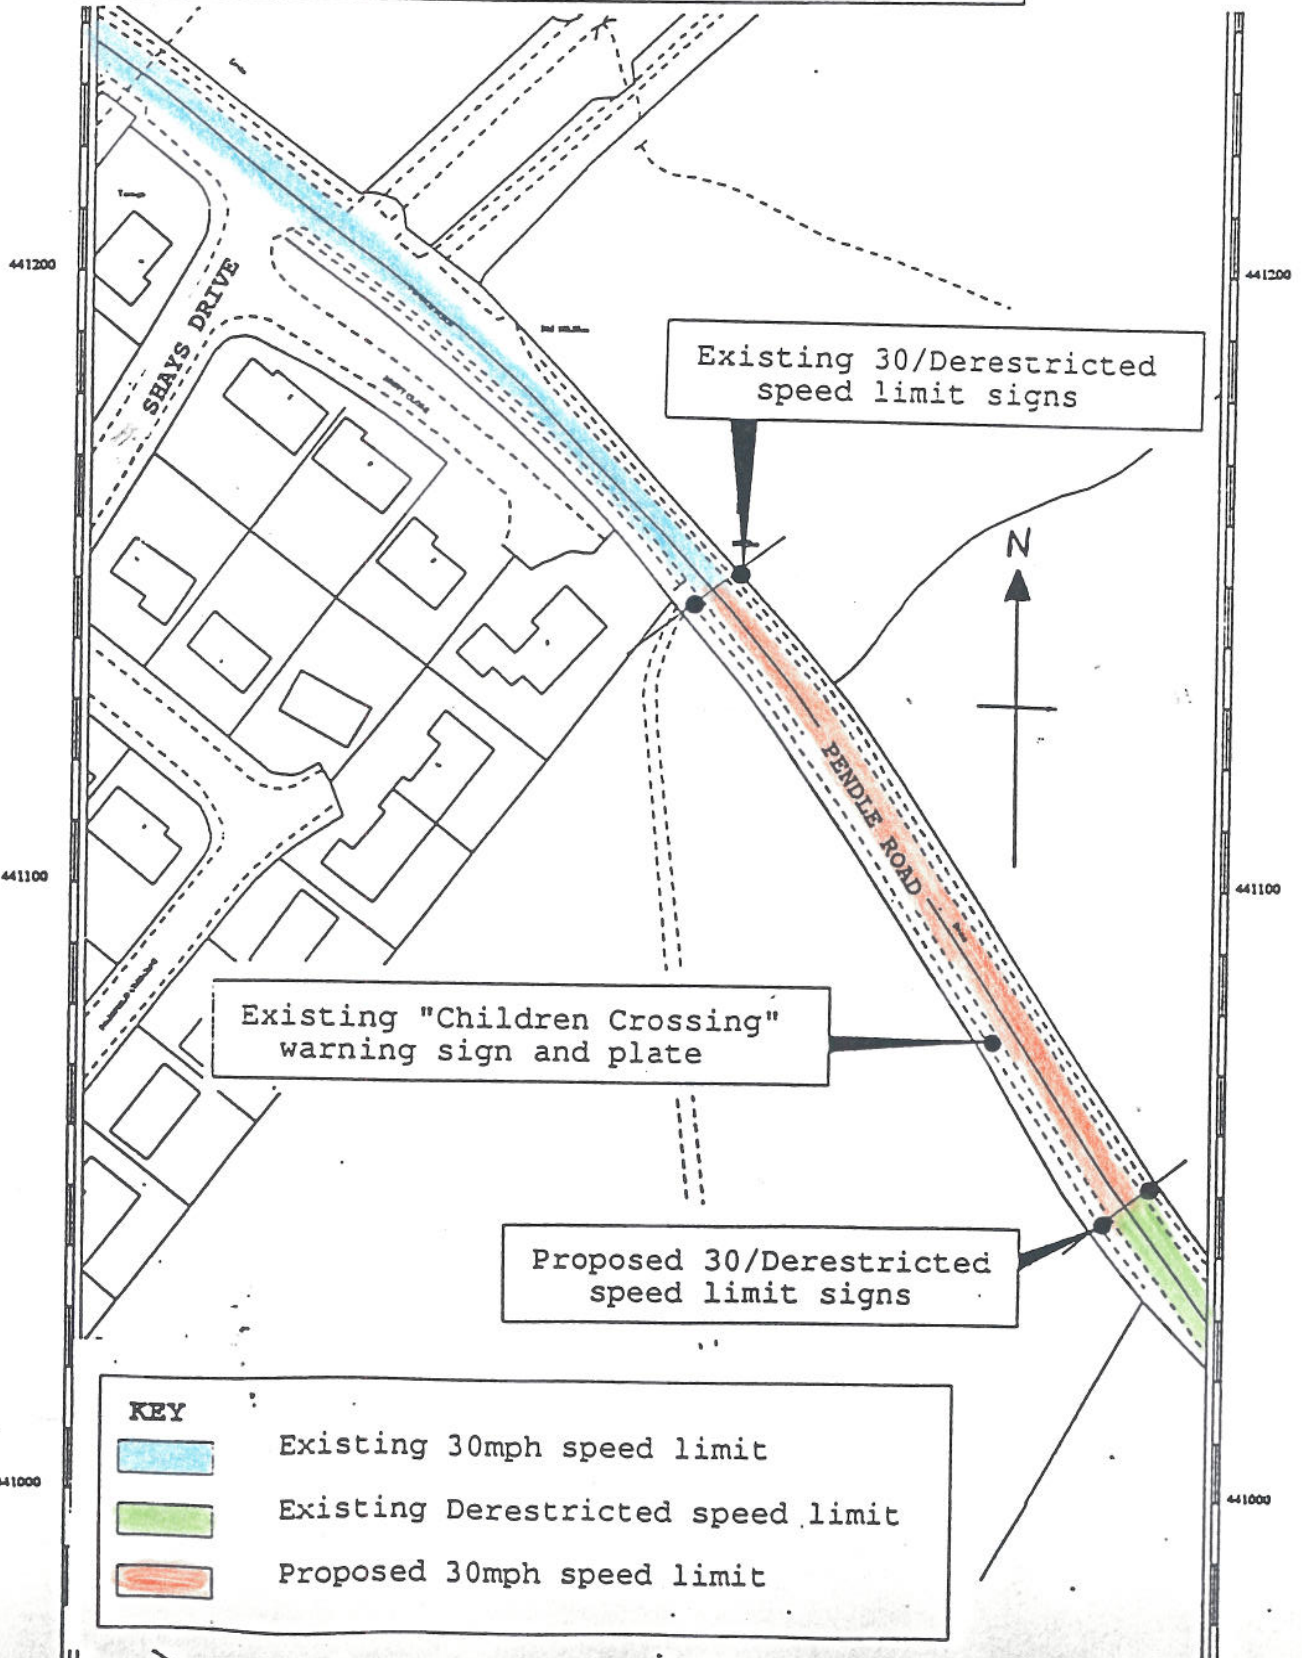 441200
441200
SHAYS DRIVE
Existing 30/Derestricted
speed limit signs
N
PENDLE ROAD
441100
441100
Existing "Children Crossing"
warning sign and plate
Proposed 30/Derestricted
speed limit signs
KEY
Existing 30mph speed limit
Existing Derestricted speed limit
Proposed 30mph speed limit
441000
441000